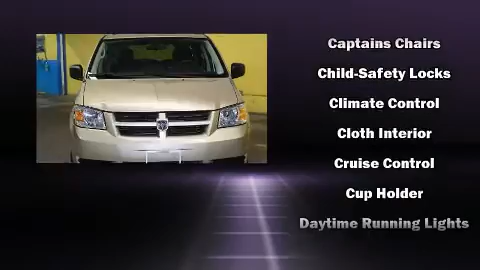 Captains Chairs
Child-Safety Locks
Climate Control
Cloth Interior
Cruise Control
Cup Holder
Daytime Running Lights